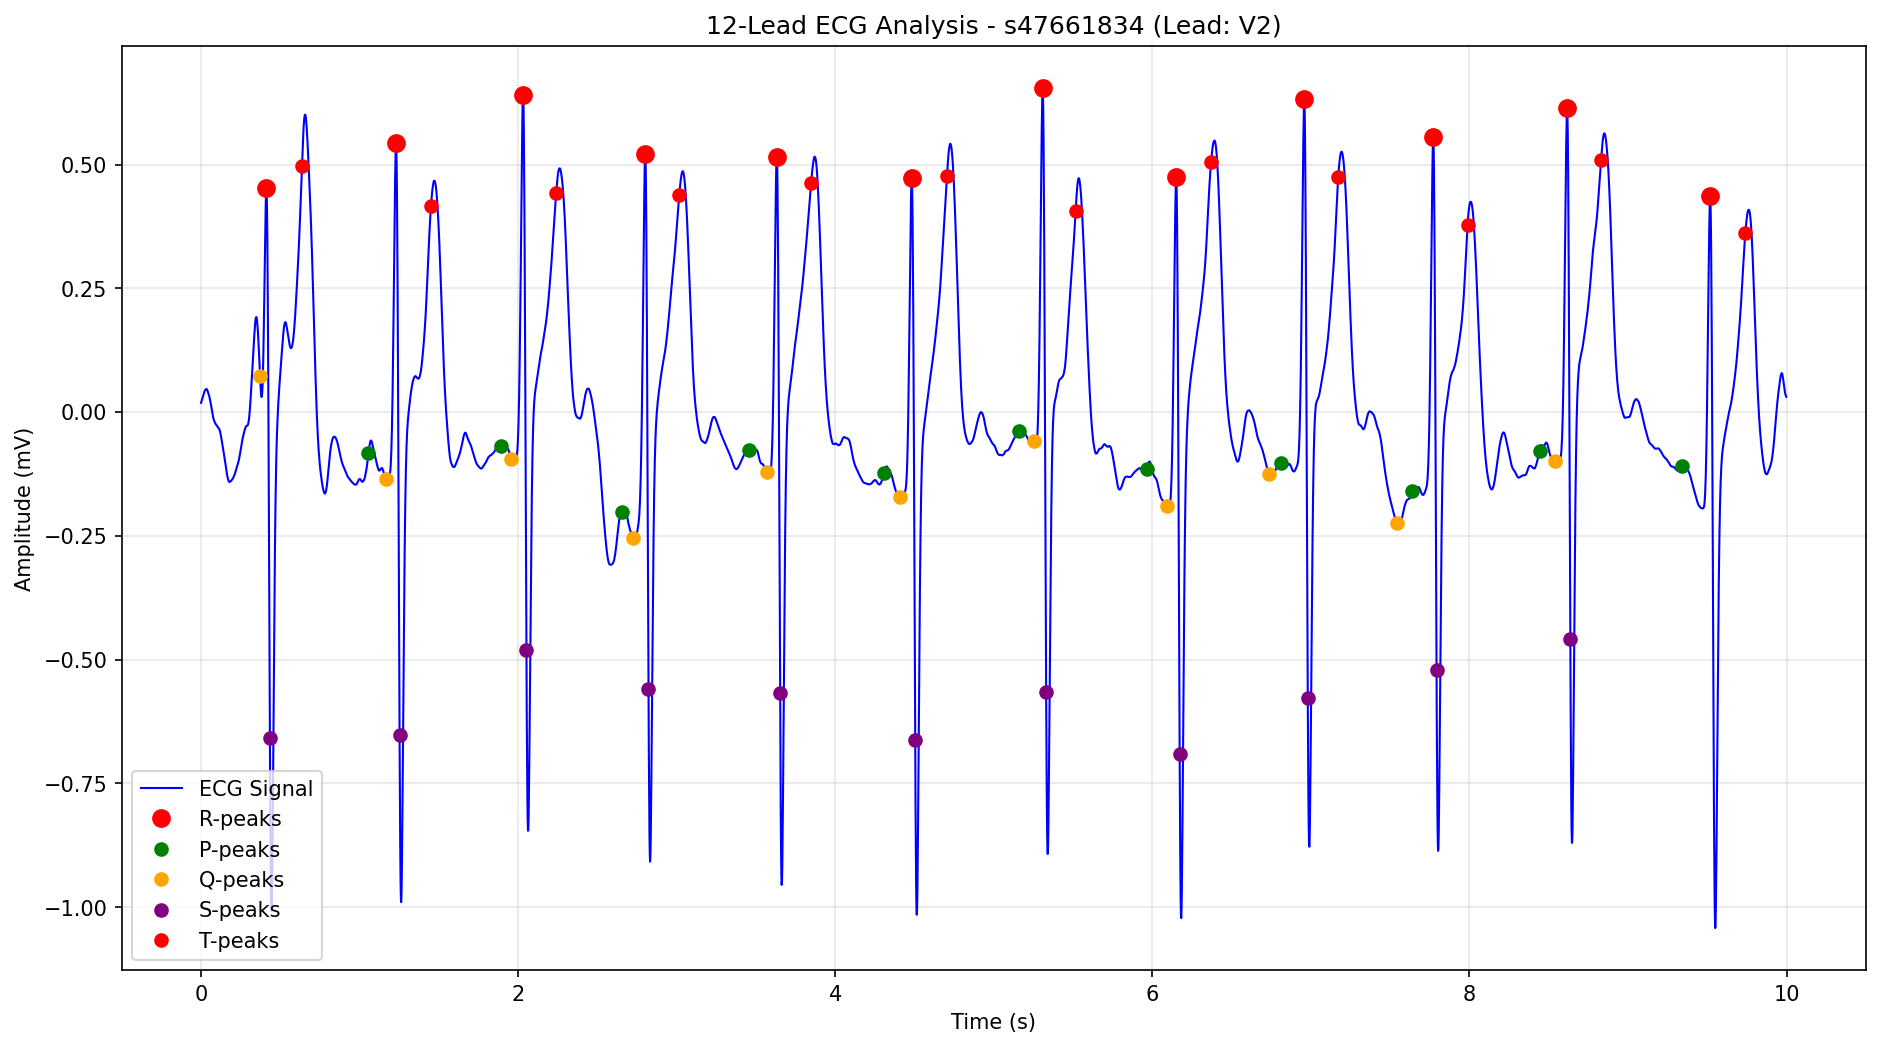 12-Lead ECG Analysis - s47661834 (Lead: V2)
Amplitude (mV)
0.50
0.25
0.00
−0.25
−0.50
−0.75
−1.00
ECG Signal
R-peaks
P-peaks
Q-peaks
S-peaks
T-peaks
0 2 4 6 8 10
Time (s)